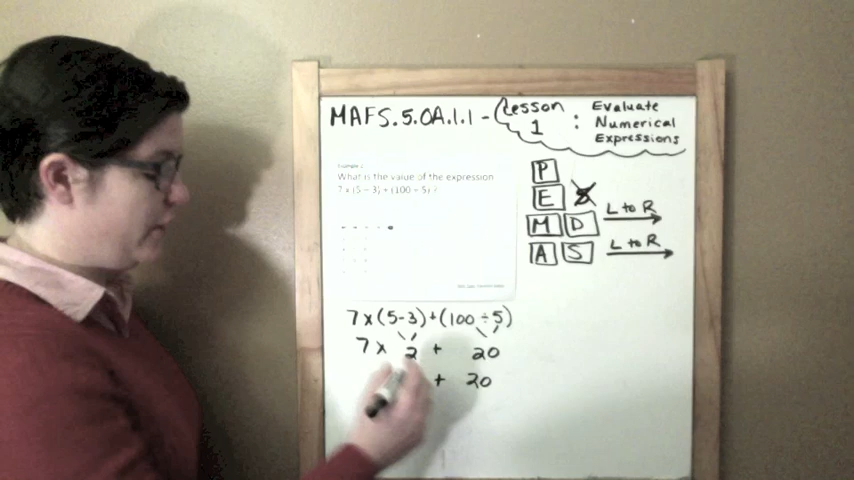 MAFS.5.OA.1.1 - Lesson 1 : Evaluate Numerical Expressions
What is the value of the expression
7 × (5 − 3) + (100 ÷ 5) ?
P
E
M D L to R
A S L to R
7 x (5-3) + (100 ÷ 5)
7 x 2 + 20
+ 20